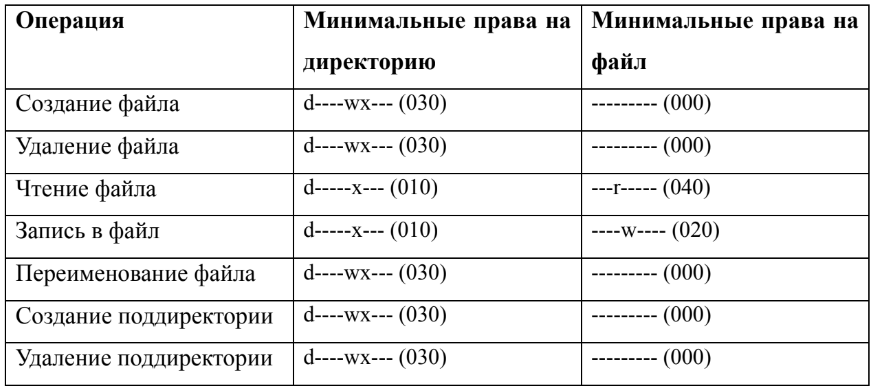 Операция Минимальные права на директорию Минимальные права на файл
Создание файла d----wx--- (030) --------- (000)
Удаление файла d----wx--- (030) --------- (000)
Чтение файла d-----x--- (010) ---r----- (040)
Запись в файл d-----x--- (010) ----w---- (020)
Переименование файла d----wx--- (030) --------- (000)
Создание поддиректории d----wx--- (030) --------- (000)
Удаление поддиректории d----wx--- (030) --------- (000)